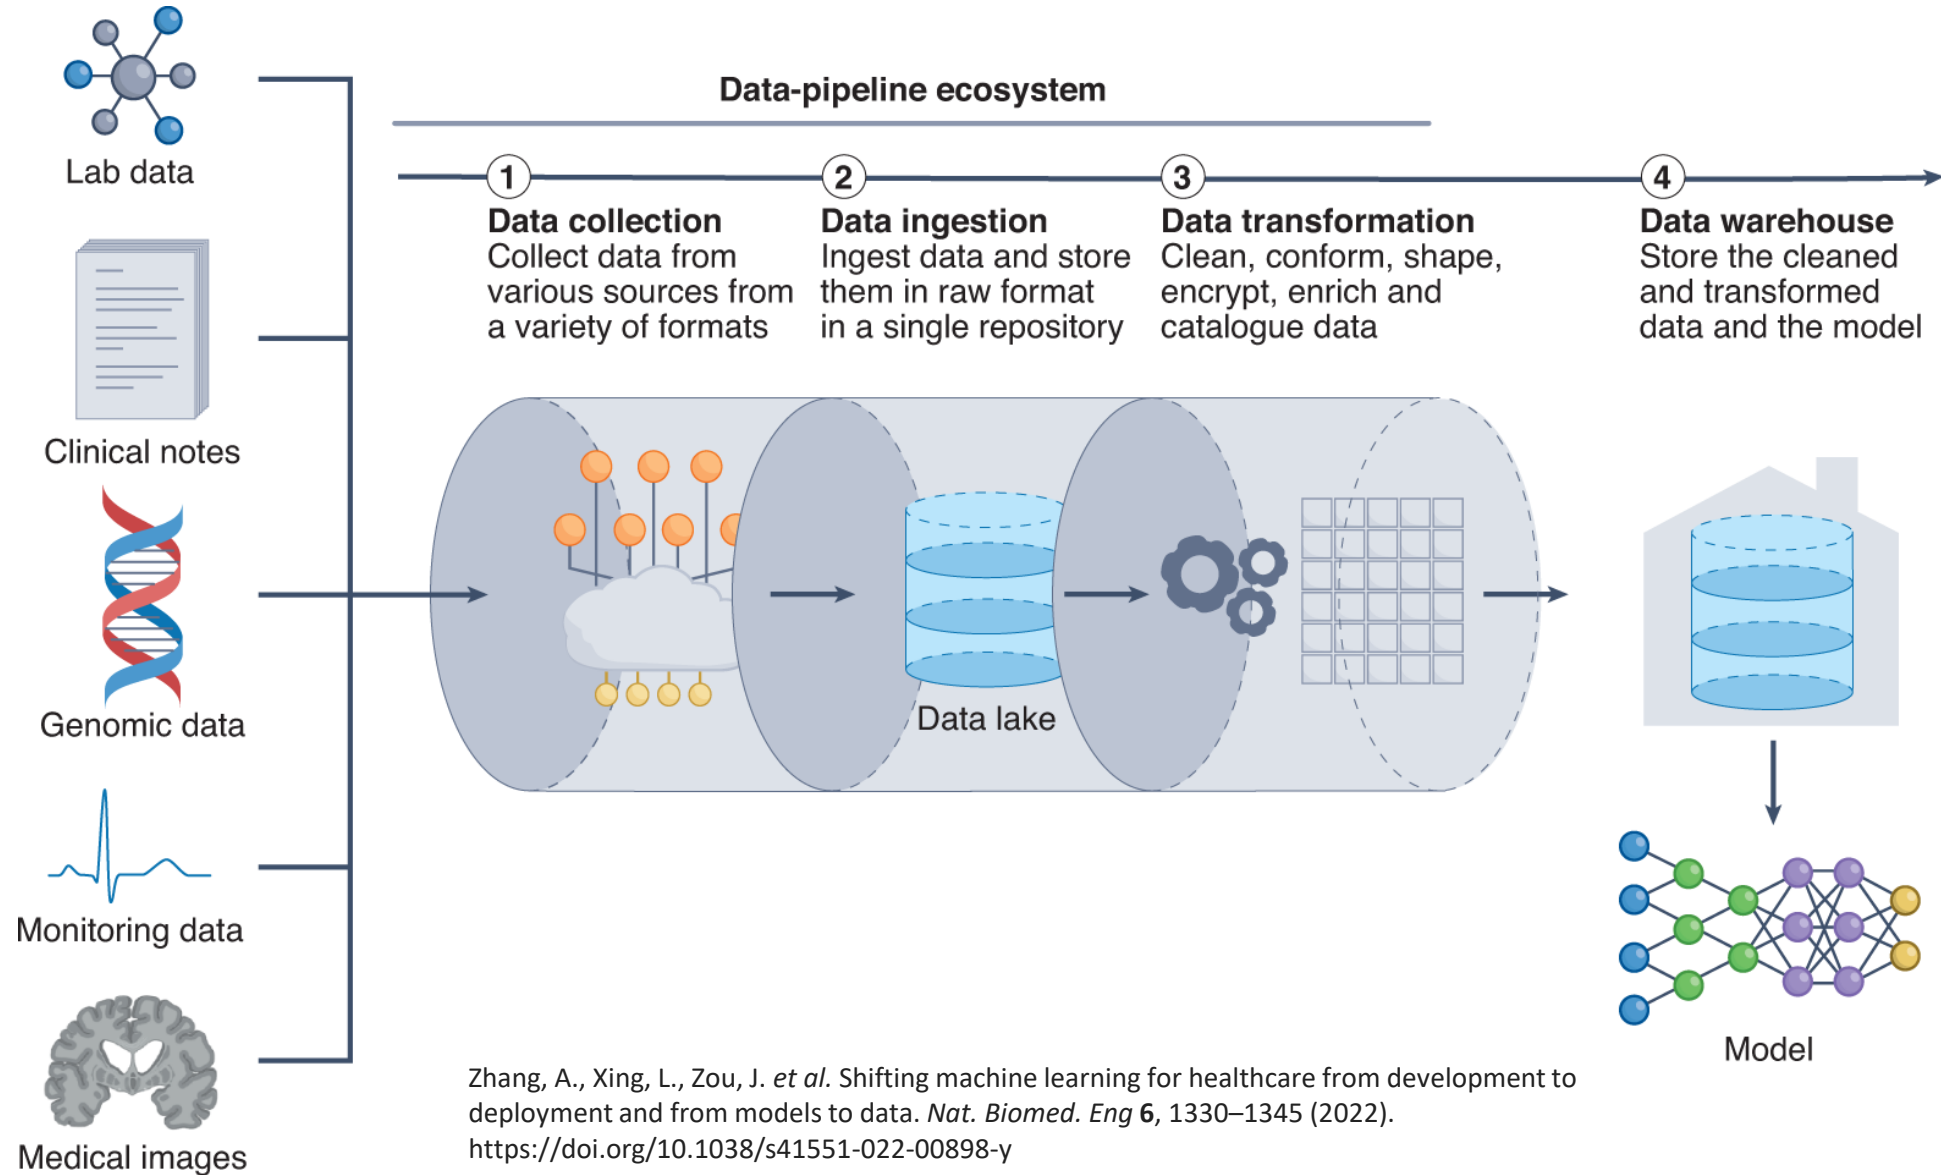 Lab data
Clinical notes
Genomic data
Monitoring data
Medical images
Data-pipeline ecosystem
1
Data collection
Collect data from
various sources from
a variety of formats
2
Data ingestion
Ingest data and store
them in raw format
in a single repository
3
Data transformation
Clean, conform, shape,
encrypt, enrich and
catalogue data
4
Data warehouse
Store the cleaned
and transformed
data and the model
Data lake
Model
Zhang, A., Xing, L., Zou, J. et al. Shifting machine learning for healthcare from development to
deployment and from models to data. Nat. Biomed. Eng 6, 1330–1345 (2022).
https://doi.org/10.1038/s41551-022-00898-y